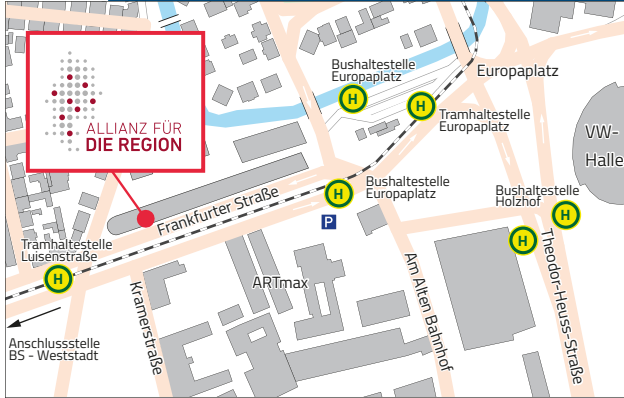 ALLIANZ FÜR
DIE REGION
Bushaltestelle
Europaplatz
H
Europaplatz
H
Tramhaltestelle
Europaplatz
VW-
Halle
Bushaltestelle
Europaplatz
H
P
Bushaltestelle
Holzhof
H
H
Frankfurter Straße
Tramhaltestelle
Luisenstraße
H
ARTmax
Kramerstraße
Am Alten Bahnhof
Theodor-Heuss-Straße
Anschlussstelle
BS - Weststadt